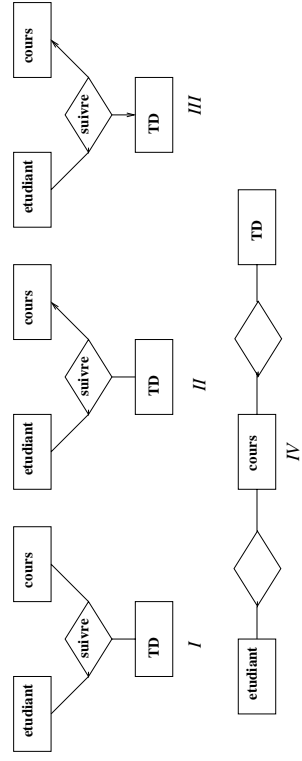 etudiant
cours
suivre
TD
I
etudiant
cours
suivre
TD
II
etudiant
cours
suivre
TD
III
etudiant
cours
TD
IV